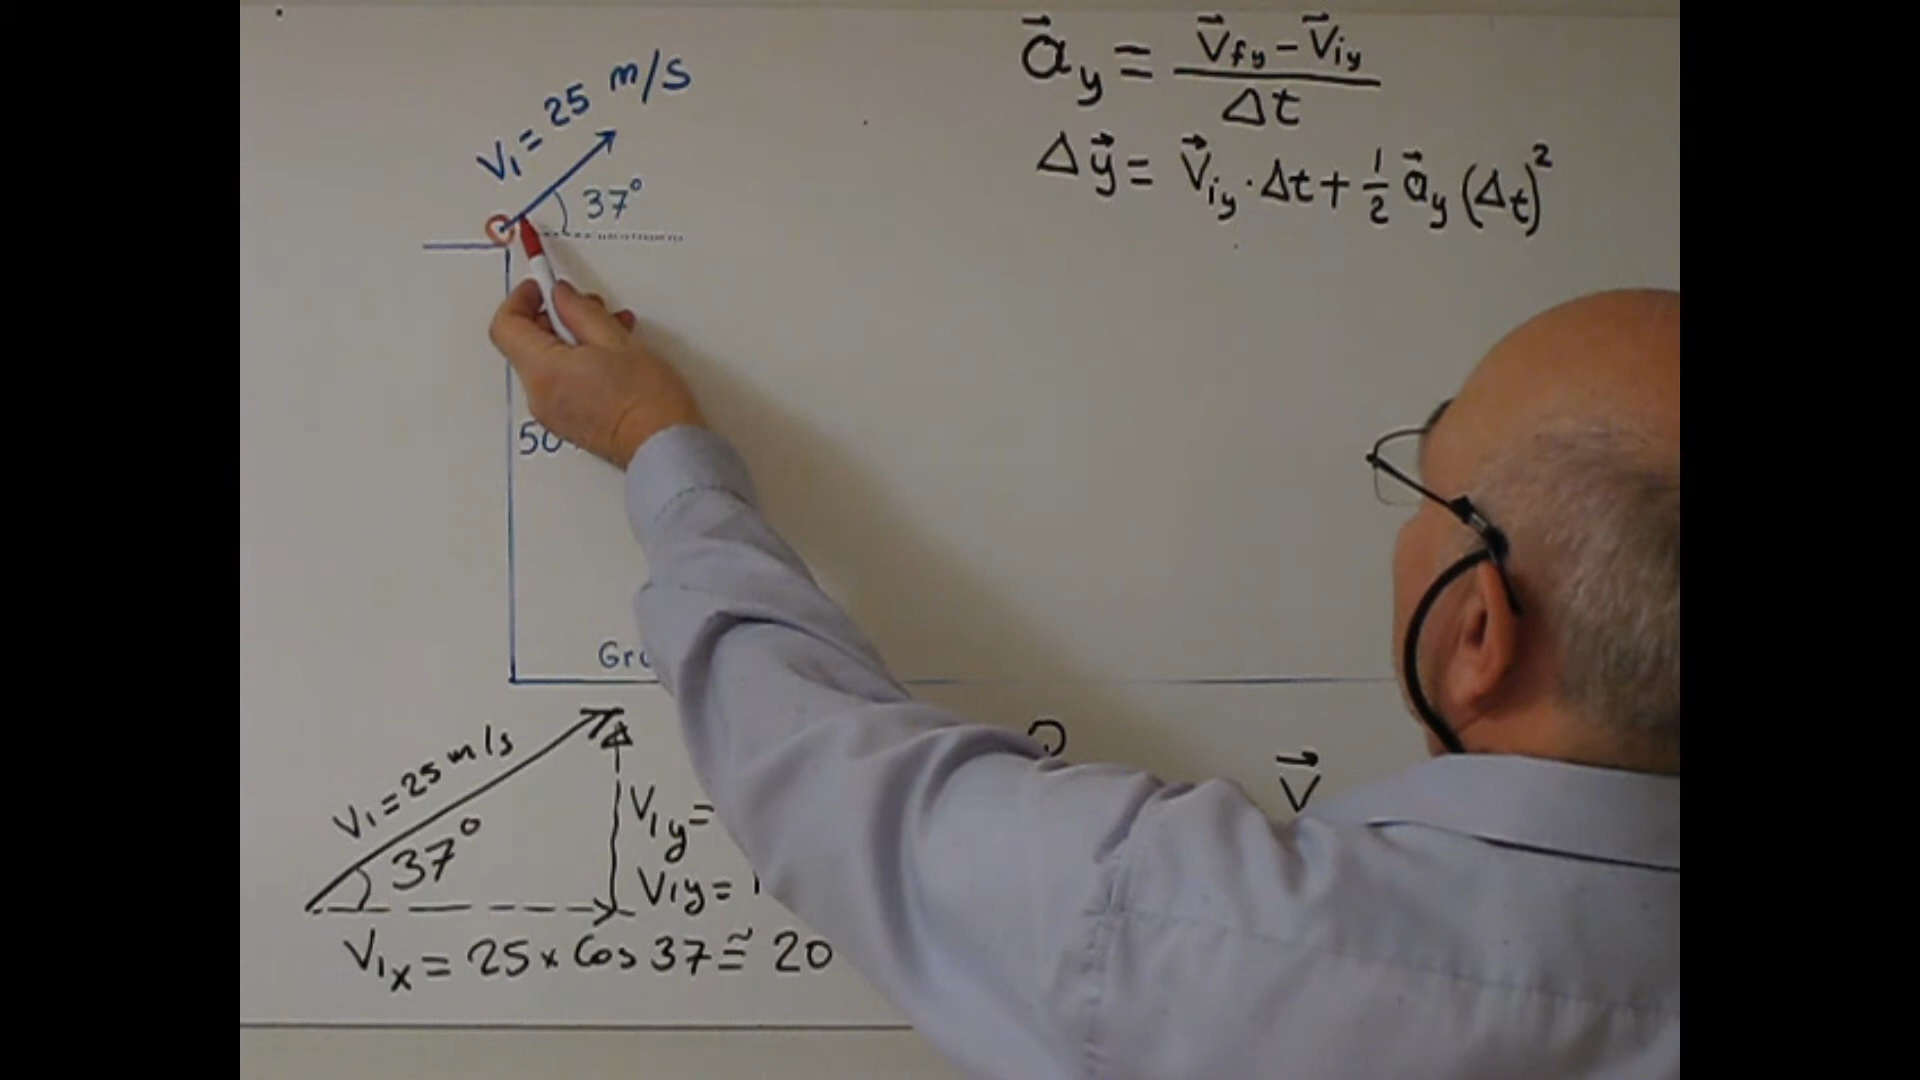 V₁ = 25 m/s
37°
a⃗y = (V⃗fy − V⃗iy) / Δt
Δy⃗ = V⃗iy · Δt + ½ a⃗y (Δt)²
50
V₁ = 25 m/s
37°
V₁y =
V₁y =
V₁x = 25 × Cos 37 ≅ 20
V⃗